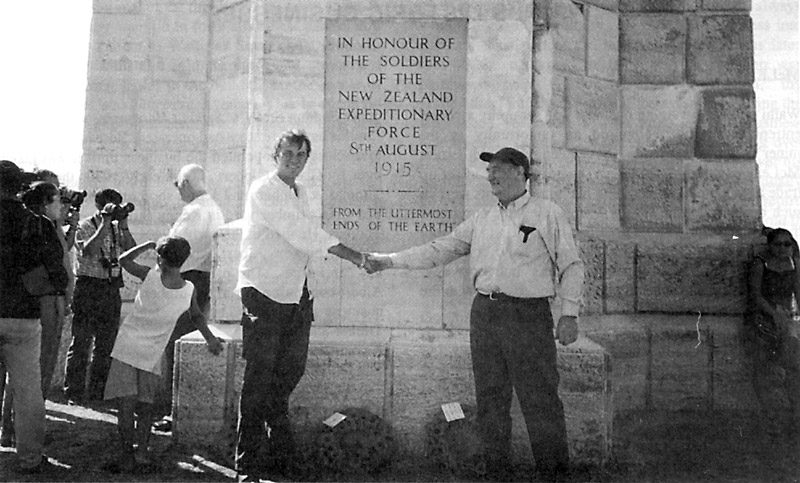 IN HONOUR OF
THE SOLDIERS
OF THE
NEW ZEALAND
EXPEDITIONARY
FORCE
8TH AUGUST
1915
FROM THE UTTERMOST
ENDS OF THE EARTH